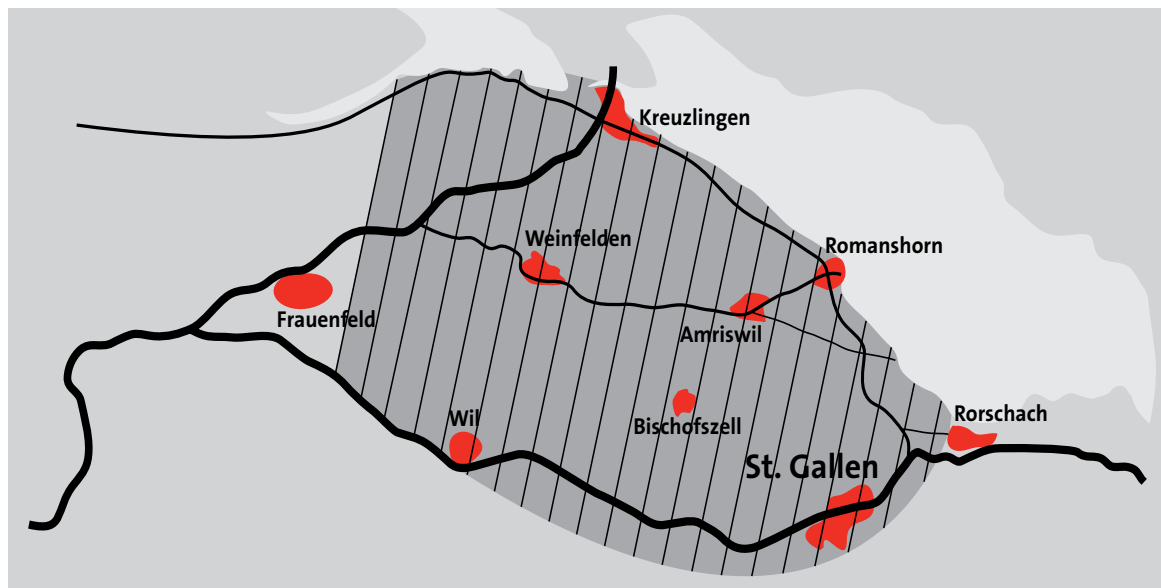 Kreuzlingen
Weinfelden
Romanshorn
Frauenfeld
Amriswil
Wil
Bischofszell
Rorschach
St. Gallen